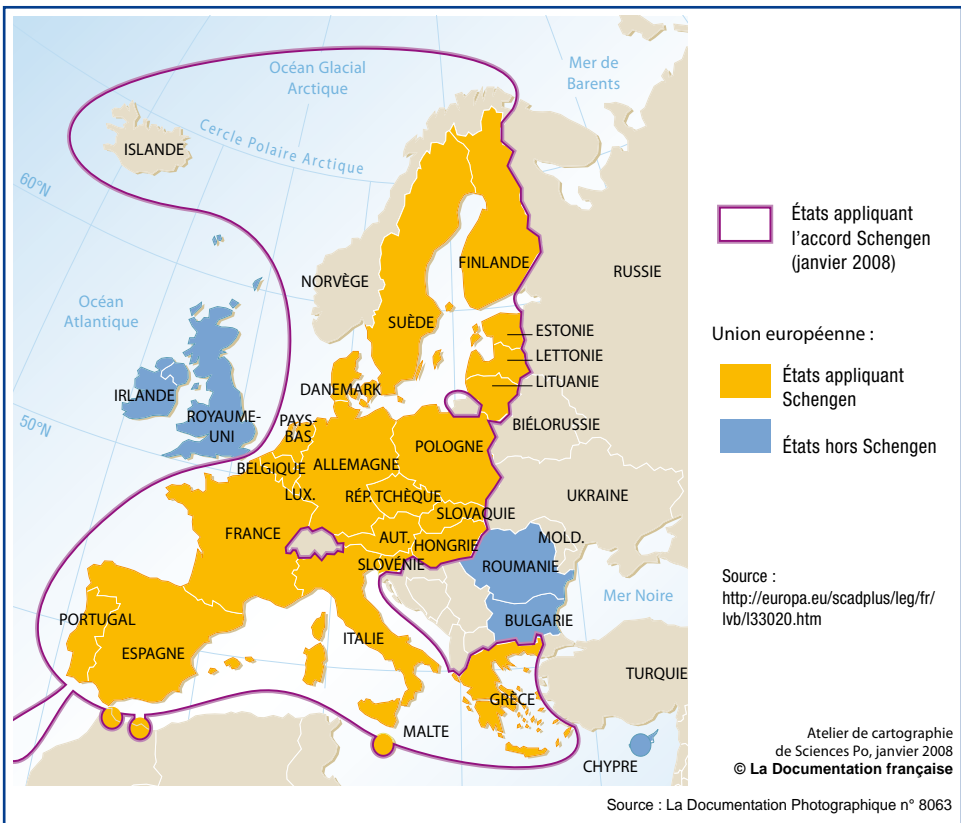 Océan Glacial
Arctique
Mer de
Barents
Cercle Polaire Arctique
ISLANDE
60°N
NORVÈGE
FINLANDE
RUSSIE
Océan
Atlantique
SUÈDE
ESTONIE
LETTONIE
LITUANIE
DANEMARK
IRLANDE
ROYAUME-
UNI
50°N
PAYS-
BAS
BIÉLORUSSIE
POLOGNE
BELGIQUE
ALLEMAGNE
LUX.
RÉP. TCHÈQUE
UKRAINE
SLOVAQUIE
FRANCE
AUT.
HONGRIE
MOLD.
SLOVÉNIE
ROUMANIE
Mer Noire
BULGARIE
PORTUGAL
ESPAGNE
ITALIE
TURQUIE
GRÈCE
MALTE
CHYPRE
États appliquant
l'accord Schengen
(janvier 2008)
Union européenne :
États appliquant
Schengen
États hors Schengen
Source :
http://europa.eu/scadplus/leg/fr/
lvb/l33020.htm
Atelier de cartographie
de Sciences Po, janvier 2008
© La Documentation française
Source : La Documentation Photographique n° 8063